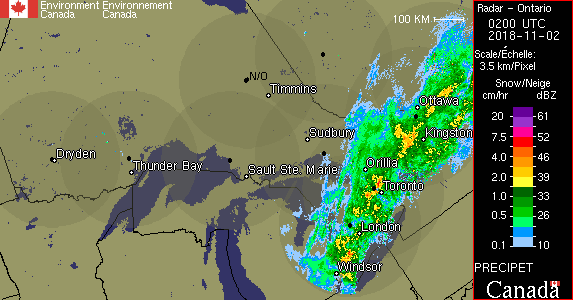 Environment Environnement
Canada Canada
100 KM
Radar - Ontario
0200 UTC
2018-11-02
Scale/Échelle:
3.5 km/Pixel
Snow/Neige
cm/hr dBZ
20 61
7.5 52
4.0 46
2.0 39
1.0 33
0.5 26
0.1 10
PRECIPET
Canada
N/O
Timmins
Ottawa
Sudbury
Kingston
Dryden
Thunder Bay
Sault Ste. Marie
Orillia
Toronto
London
Windsor